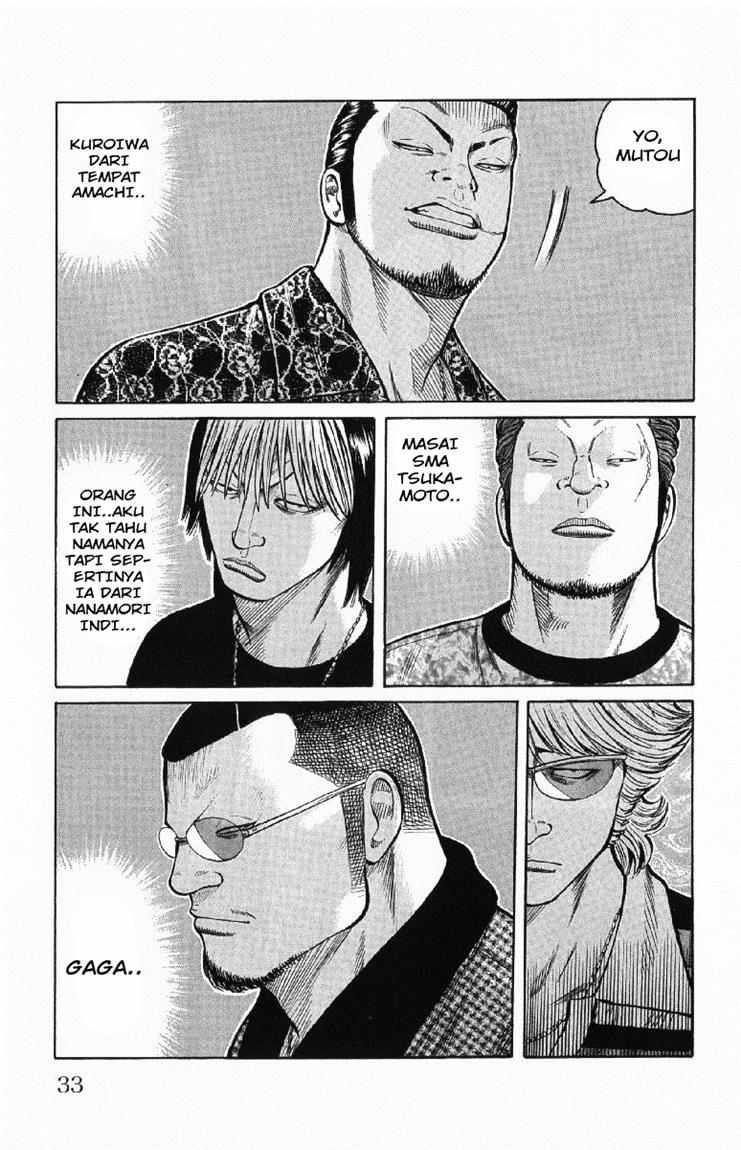 YO,
MUTOU
KUROIWA
DARI
TEMPAT
AMACHI..
MASAI
SMA
TSUKA-
MOTO..
ORANG
INI..AKU
TAK TAHU
NAMANYA
TAPI SEP-
ERTINYA
IA DARI
NANAMORI
INDI...
GAGA..
33